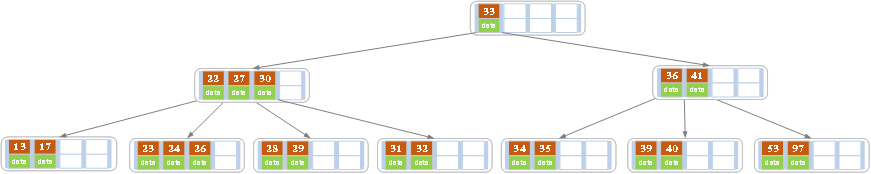 33
data
22 27 30
data data data
36 41
data data
13 17
data data
23 24 26
data data data
28 29
data data
31 32
data data
34 35
data data
39 40
data data
53 97
data data